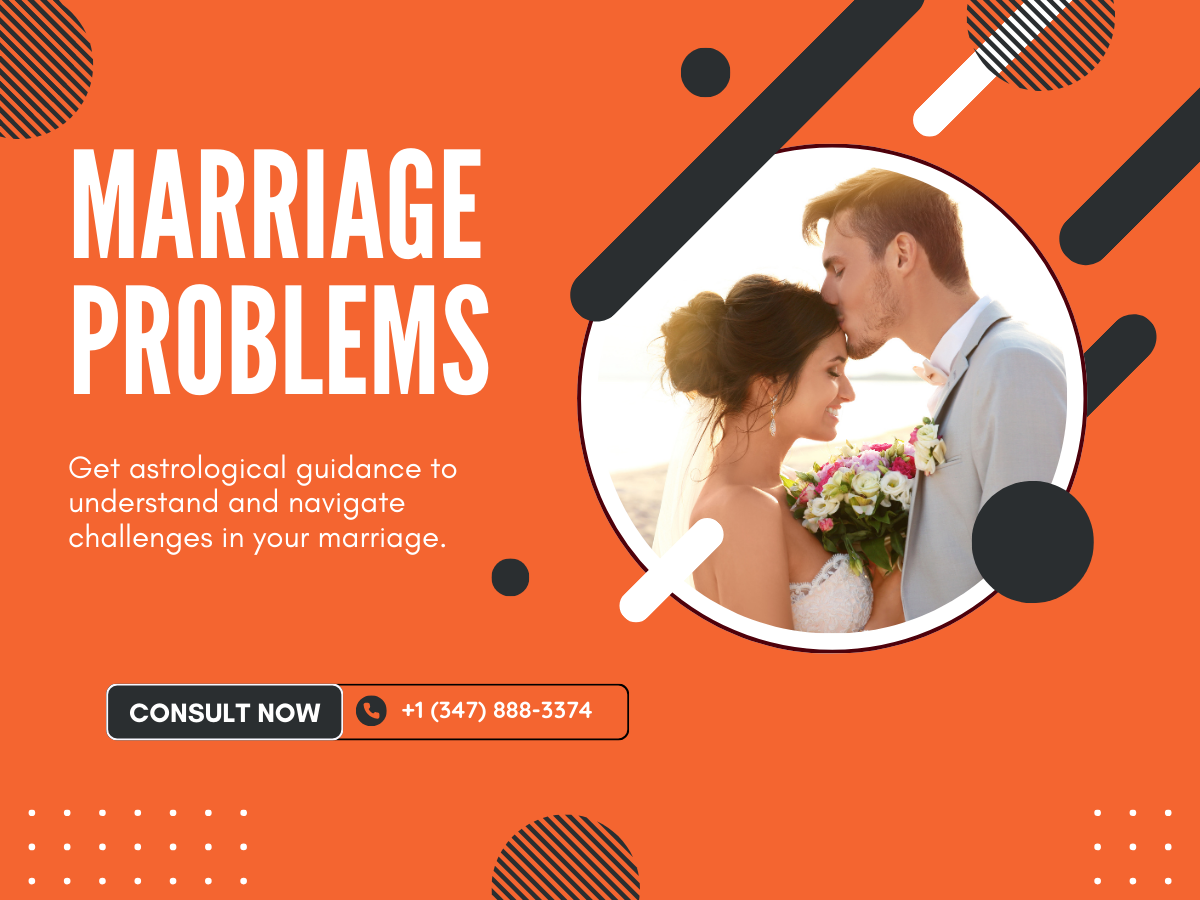 MARRIAGE
PROBLEMS
Get astrological guidance to
understand and navigate
challenges in your marriage.
CONSULT NOW
+1 (347) 888-3374